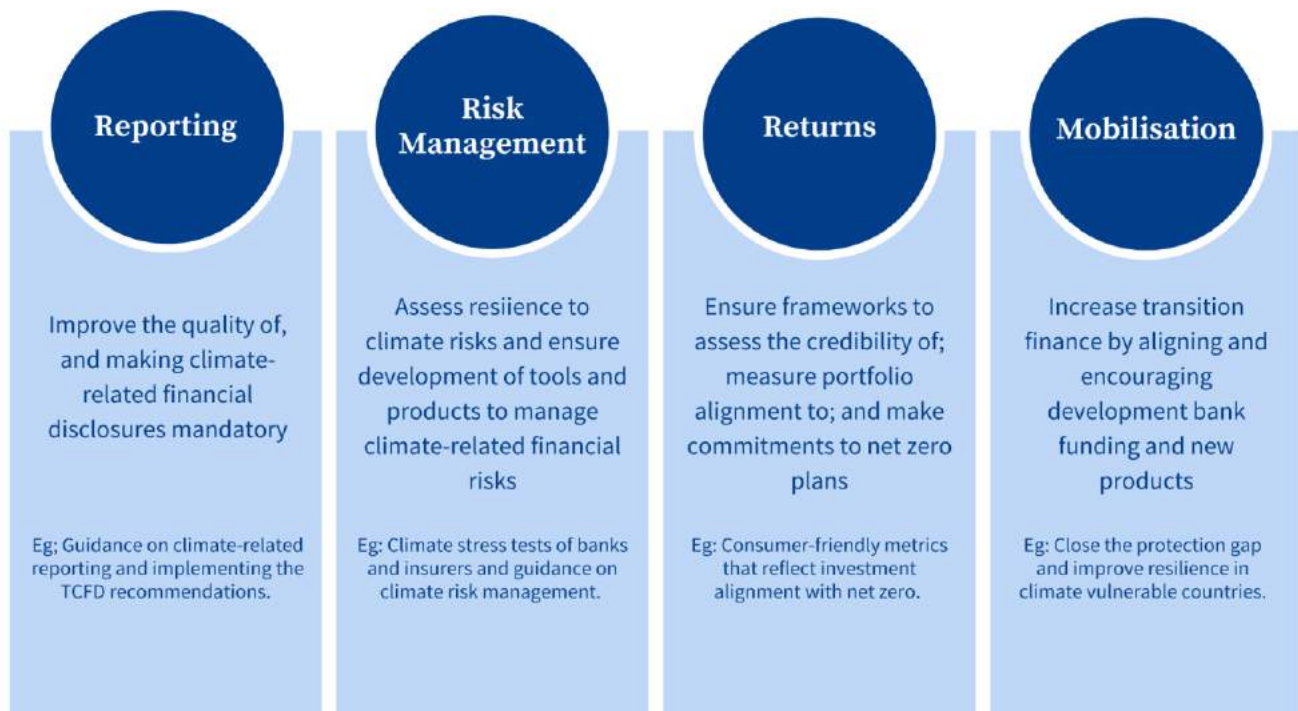 Reporting
Improve the quality of,
and making climate-
related financial
disclosures mandatory
Eg; Guidance on climate-related
reporting and implementing the
TCFD recommendations.
Risk
Management
Assess resiience to
climate risks and ensure
development of tools and
products to manage
climate-related financial
risks
Eg: Climate stress tests of banks
and insurers and guidance on
climate risk management.
Returns
Ensure frameworks to
assess the credibility of;
measure portfolio
alignment to; and make
commitments to net zero
plans
Eg: Consumer-friendly metrics
that reflect investment
alignment with net zero.
Mobilisation
Increase transition
finance by aligning and
encouraging
development bank
funding and new
products
Eg: Close the protection gap
and improve resilience in
climate vulnerable countries.